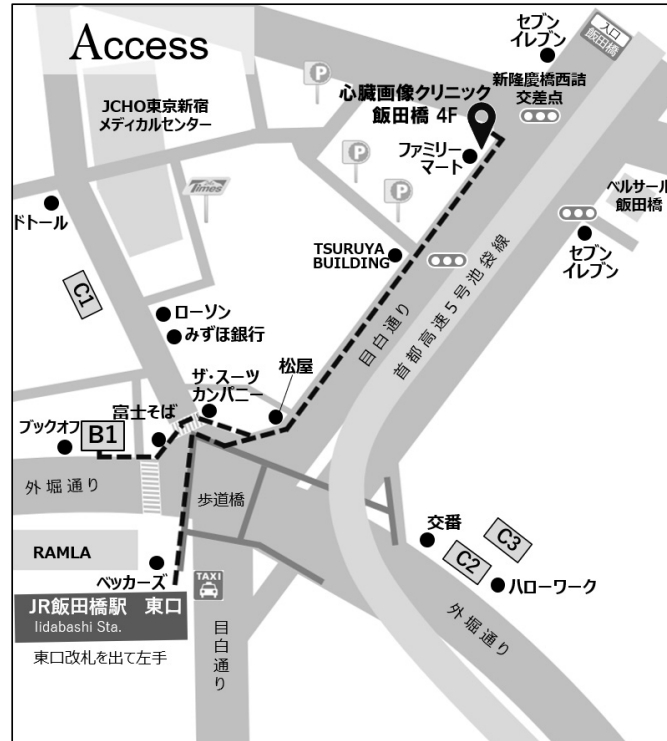 Access
セブン
イレブン
入口
飯田橋
JCHO東京新宿
メディカルセンター
心臓画像クリニック
飯田橋 4F
新隆慶橋西詰
交差点
P
P
P
ファミリー
マート
Times
ベルサール
飯田橋
ドトール
TSURUYA
BUILDING
セブン
イレブン
C1
ローソン
みずほ銀行
目白通り
首都高速5号池袋線
ザ・スーツ
カンパニー
松屋
富士そば
ブックオフ
B1
外堀通り
歩道橋
交番
C3
C2
RAMLA
ベッカーズ
TAXI
ハローワーク
JR飯田橋駅 東口
Iidabashi Sta.
東口改札を出て左手
目白通り
外堀通り